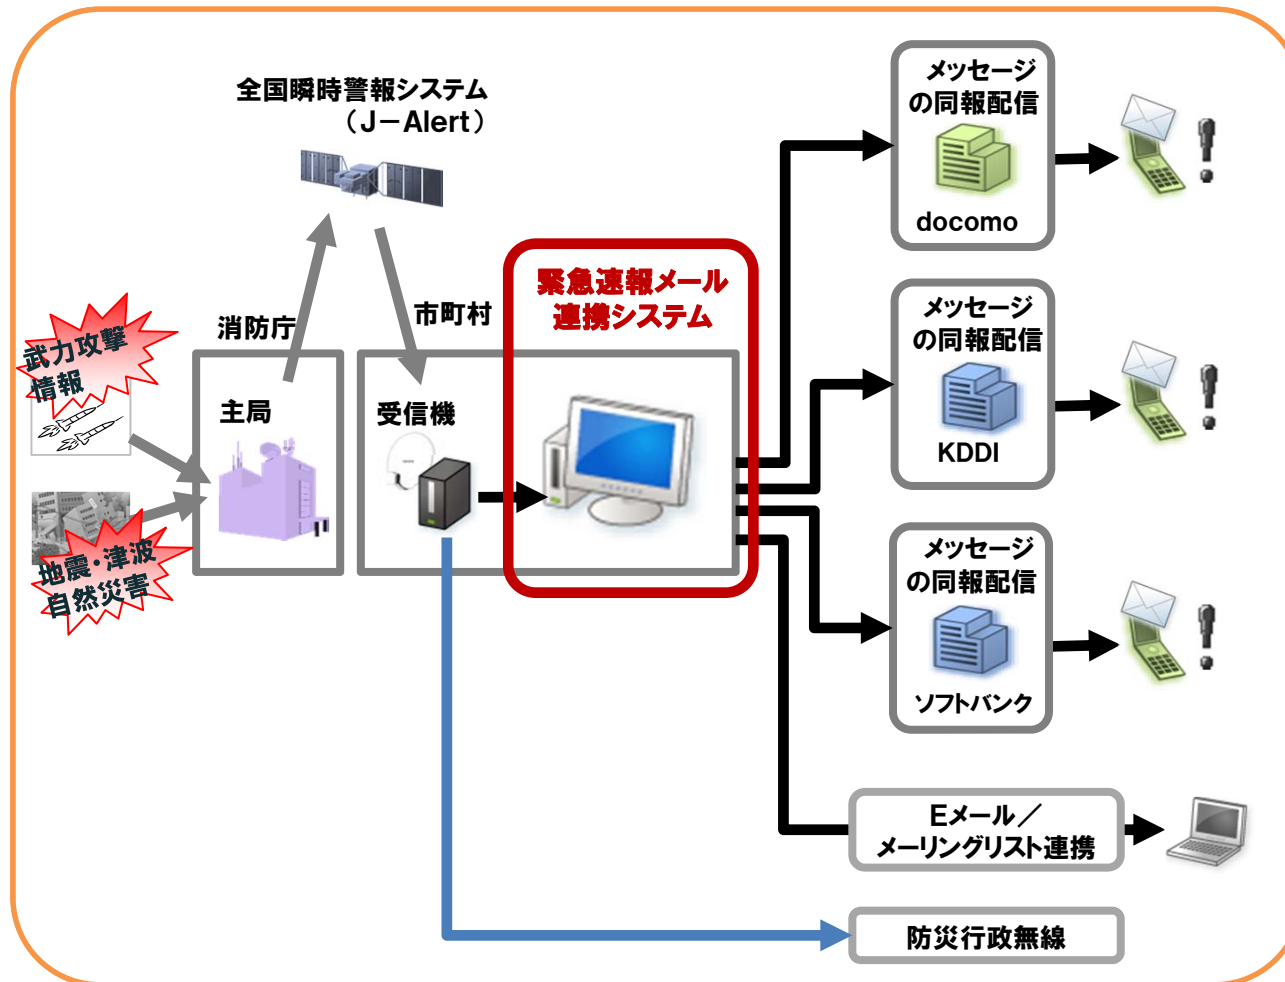 全国瞬時警報システム
（J－Alert）
消防庁
市町村
緊急速報メール
連携システム
武力攻撃
情報
主局
受信機
地震・津波
自然災害
メッセージ
の同報配信
docomo
メッセージ
の同報配信
KDDI
メッセージ
の同報配信
ソフトバンク
Eメール／
メーリングリスト連携
防災行政無線